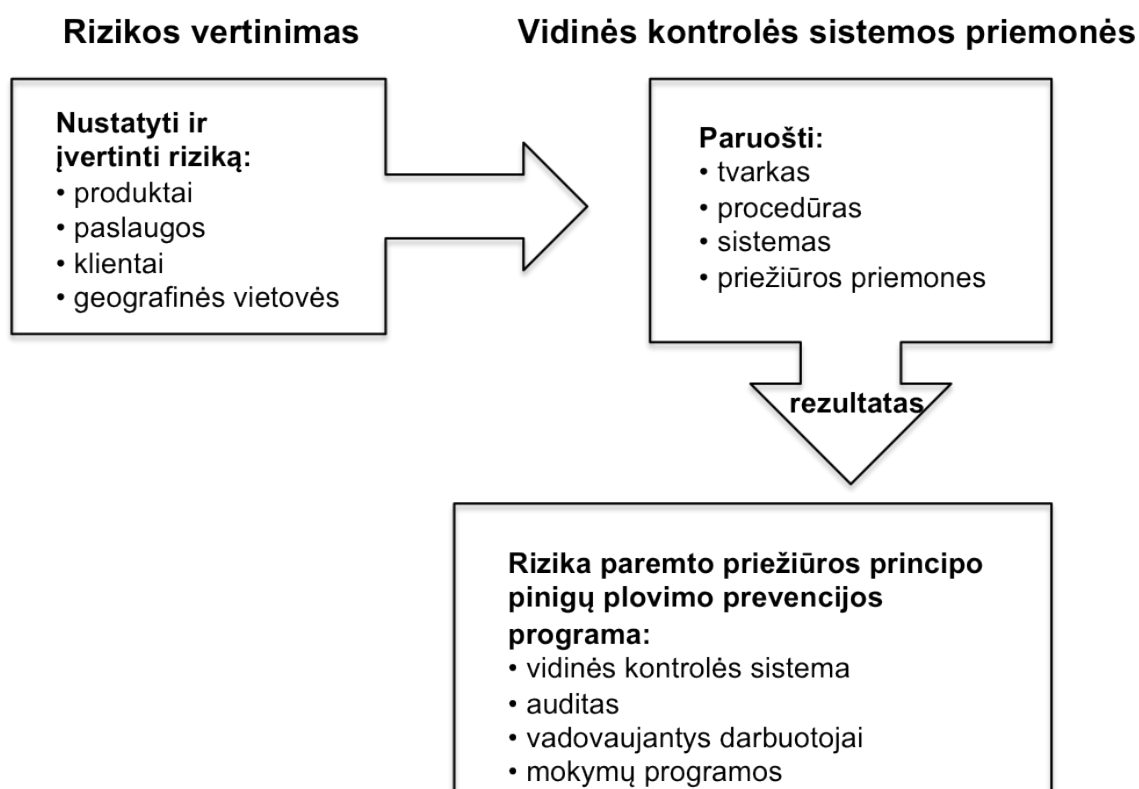 Rizikos vertinimas
Vidinės kontrolės sistemos priemonės
Nustatyti ir
įvertinti riziką:
• produktai
• paslaugos
• klientai
• geografinės vietovės
Paruošti:
• tvarkas
• procedūras
• sistemas
• priežiūros priemones
rezultatas
Rizika paremto priežiūros principo
pinigų plovimo prevencijos
programa:
• vidinės kontrolės sistema
• auditas
• vadovaujantys darbuotojai
• mokymų programos